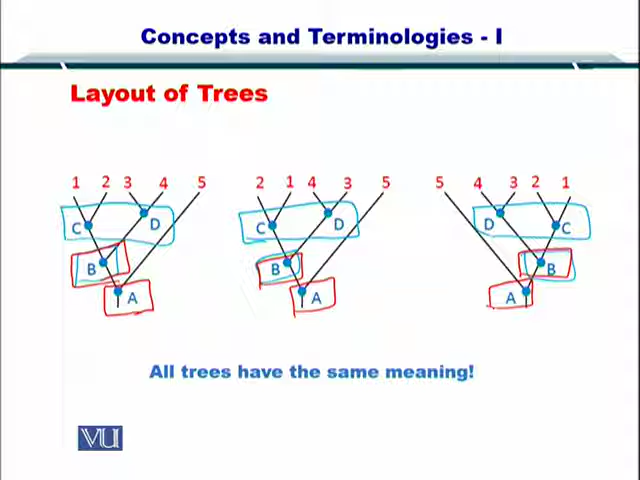 Concepts and Terminologies - I
Layout of Trees
1 2 3 4 5 2 1 4 3 5 5 4 3 2 1
C D C D D C
B B B
A A A
All trees have the same meaning!
VU